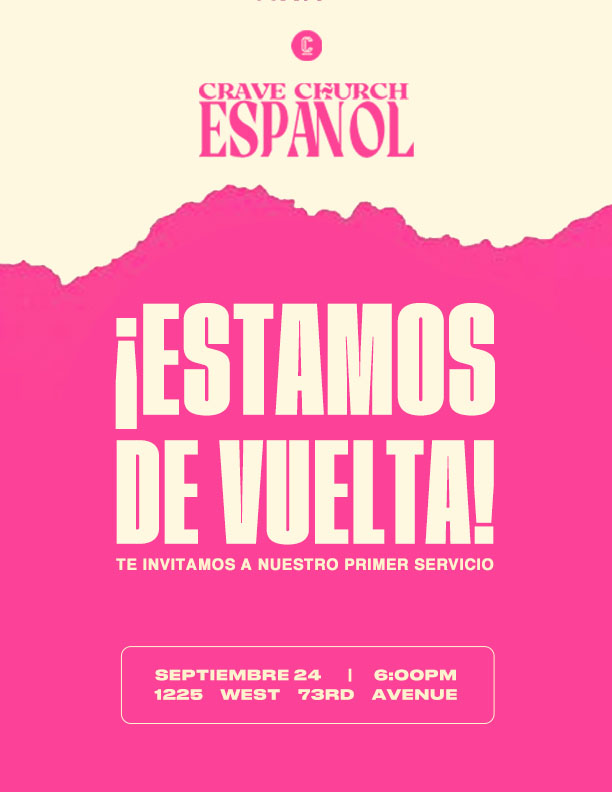 CRAVE CHURCH
ESPAÑOL
¡ESTAMOS
DE VUELTA!
TE INVITAMOS A NUESTRO PRIMER SERVICIO
SEPTIEMBRE 24 | 6:00PM
1225 WEST 73RD AVENUE